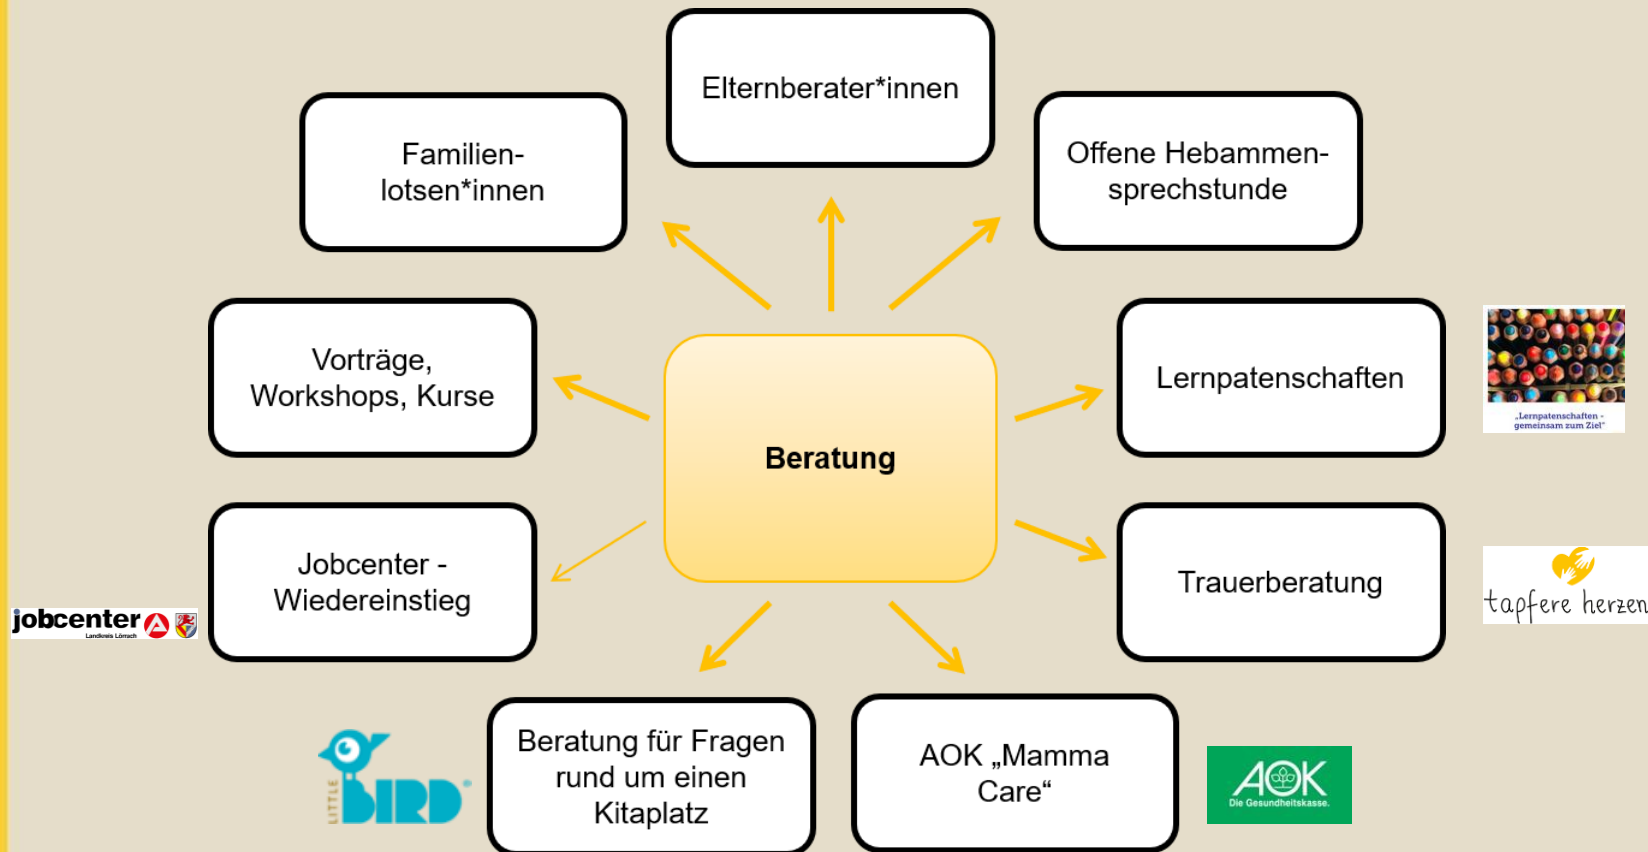 Elternberater*innen
Familien-
lotsen*innen
Offene Hebammen-
sprechstunde
Vorträge,
Workshops, Kurse
Lernpatenschaften
„Lernpatenschaften -
gemeinsam zum Ziel“
Beratung
Jobcenter -
Wiedereinstieg
jobcenter
Landkreis Lörrach
Trauerberatung
tapfere herzen
LITTLE
BIRD®
Beratung für Fragen
rund um einen
Kitaplatz
AOK „Mamma
Care“
AOK
Die Gesundheitskasse.